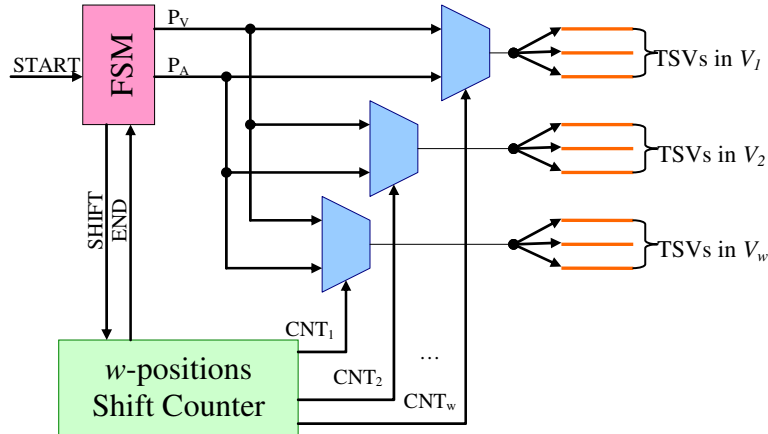 P_V
START
FSM
P_A
TSVs in V_1
TSVs in V_2
SHIFT
END
TSVs in V_w
CNT_1
...
CNT_2
CNT_w
w-positions
Shift Counter